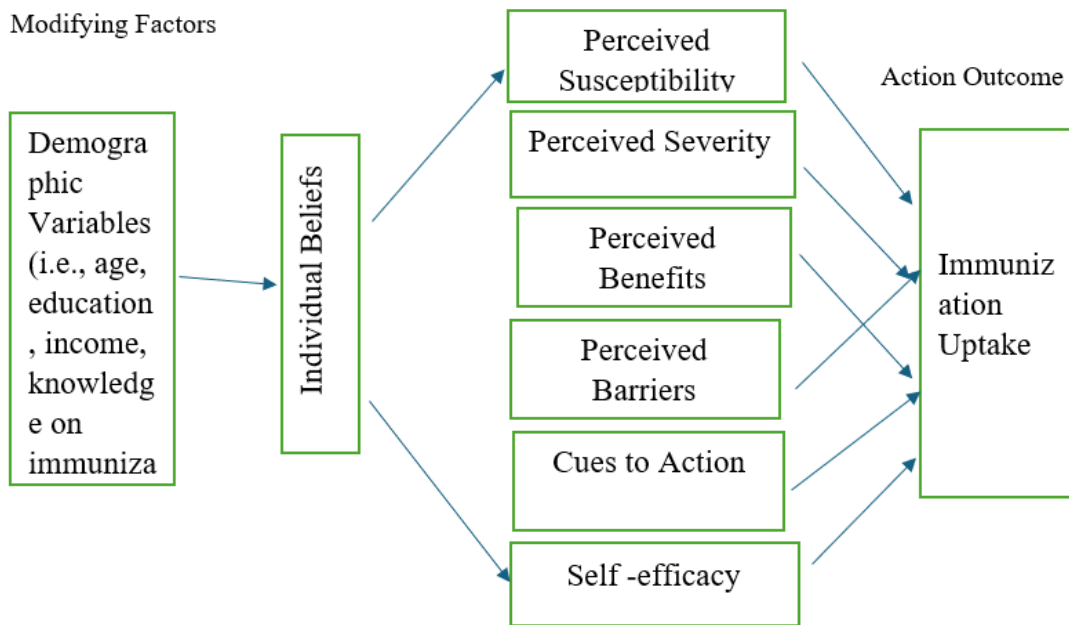 Modifying Factors
Demogra
phic
Variables
(i.e., age,
education
, income,
knowledg
e on
immuniza
Individual Beliefs
Perceived
Susceptibility
Perceived Severity
Perceived
Benefits
Perceived
Barriers
Cues to Action
Self -efficacy
Action Outcome
Immuniz
ation
Uptake